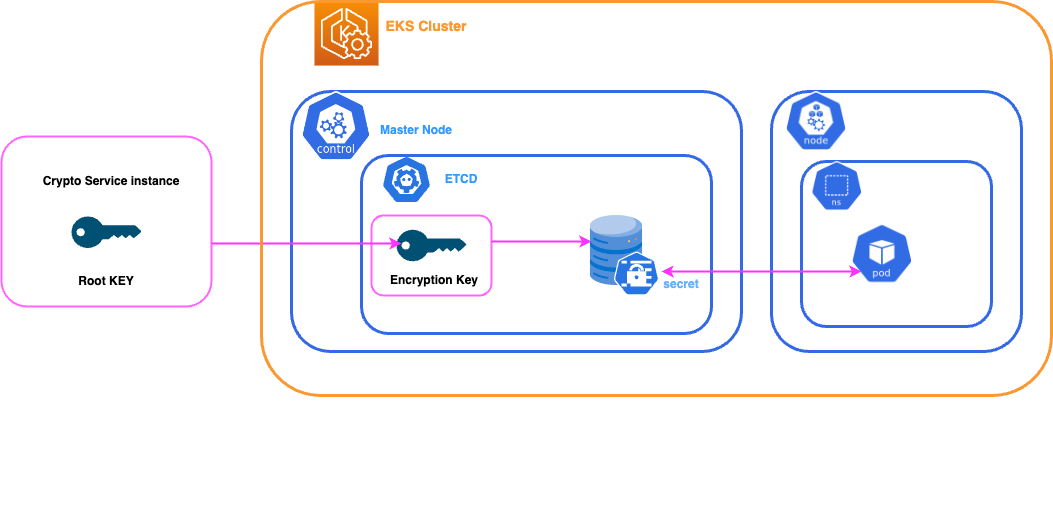 EKS Cluster
control
Master Node
node
Crypto Service instance
ETCD
ns
Root KEY
Encryption Key
secret
pod